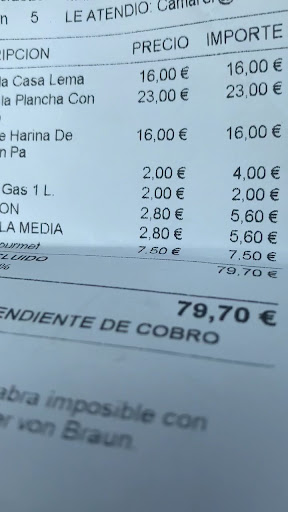 n 5 LE ATENDIO: Camarer@
RIPCION PRECIO IMPORTE
la Casa Lema 16,00 € 16,00 €
la Plancha Con 23,00 € 23,00 €
e Harina De 16,00 € 16,00 €
n Pa
2,00 € 4,00 €
Gas 1 L. 2,00 € 2,00 €
ON 2,80 € 5,60 €
LA MEDIA 2,80 € 5,60 €
ourmet 7,50 € 7,50 €
CLUIDO 79,70 €
%
79,70 €
ENDIENTE DE COBRO
abra imposible con
er von Braun.